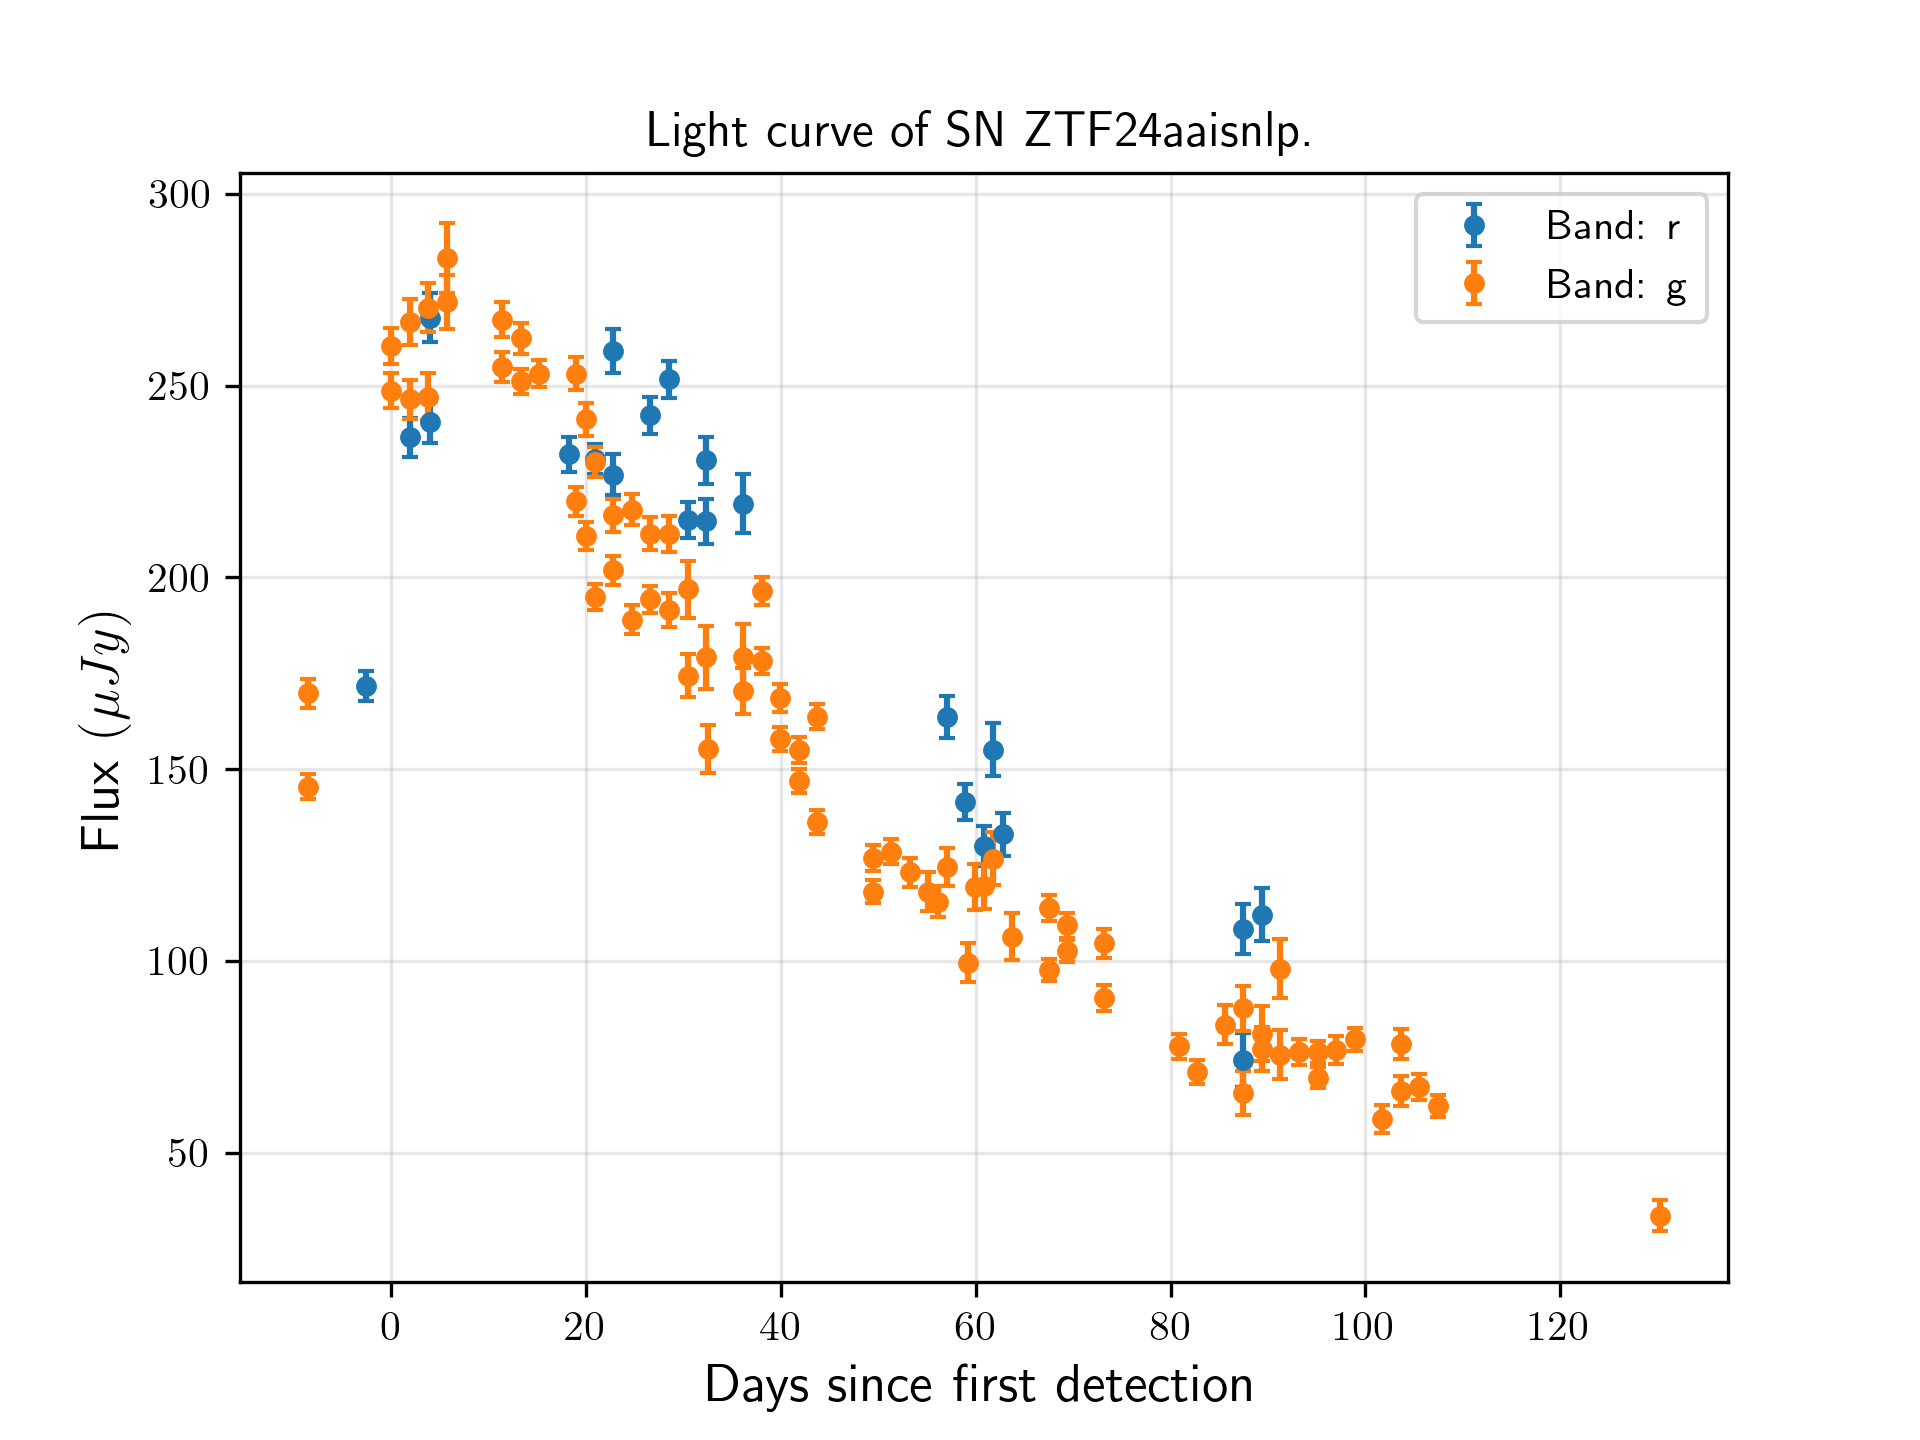 Light curve of SN ZTF24aaisnlp.
300
250
200
150
100
50
Flux (μJy)
Band: r
Band: g
0 20 40 60 80 100 120
Days since first detection